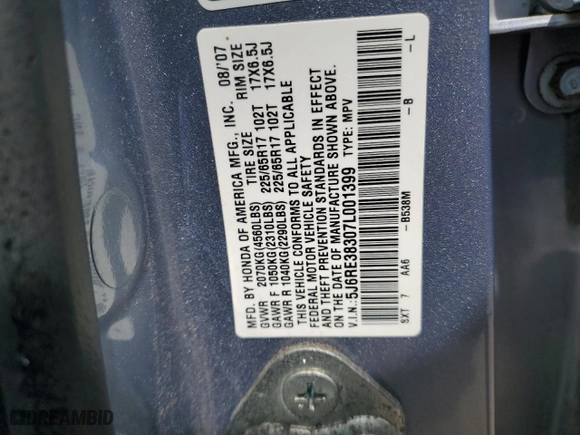 MFD. BY HONDA OF AMERICA MFG., INC. 08/'07
GVWR 2070KG(4560LBS) TIRE SIZE RIM SIZE
GAWR F 1050KG(2310LBS) 225/65R17 102T 17X6.5J
GAWR R 1040KG(2290LBS) 225/65R17 102T 17X6.5J
THIS VEHICLE CONFORMS TO ALL APPLICABLE
FEDERAL MOTOR VEHICLE SAFETY
AND THEFT PREVENTION STANDARDS IN EFFECT
ON THE DATE OF MANUFACTURE SHOWN ABOVE.
V.I.N.: 5J6RE38307L001399 TYPE: MPV
SXT 7 AA6 -B538M -B -L
DREAMBID